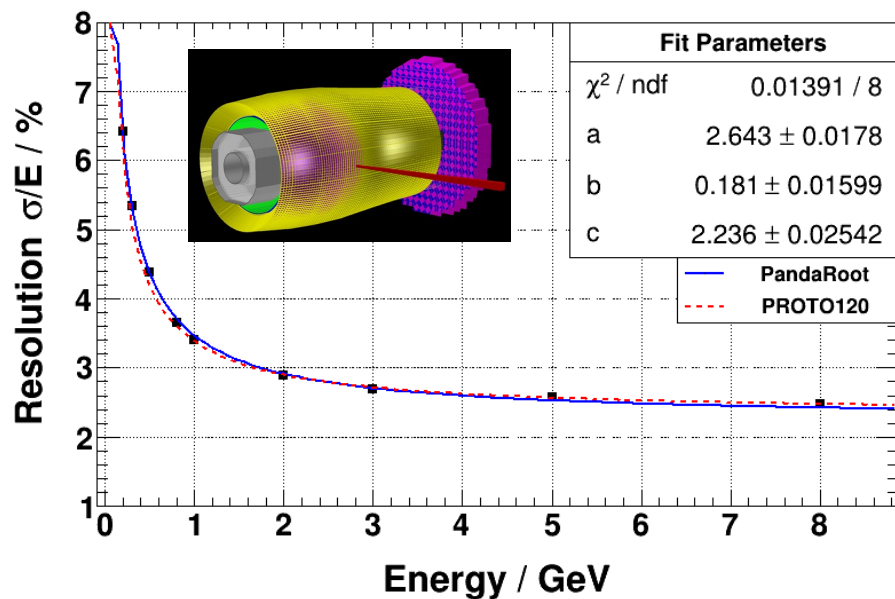 Resolution σ/E / %
8
7
6
5
4
3
2
1
Fit Parameters
χ² / ndf 0.01391 / 8
a 2.643 ± 0.0178
b 0.181 ± 0.01599
c 2.236 ± 0.02542
PandaRoot
PROTO120
0 1 2 3 4 5 6 7 8
Energy / GeV